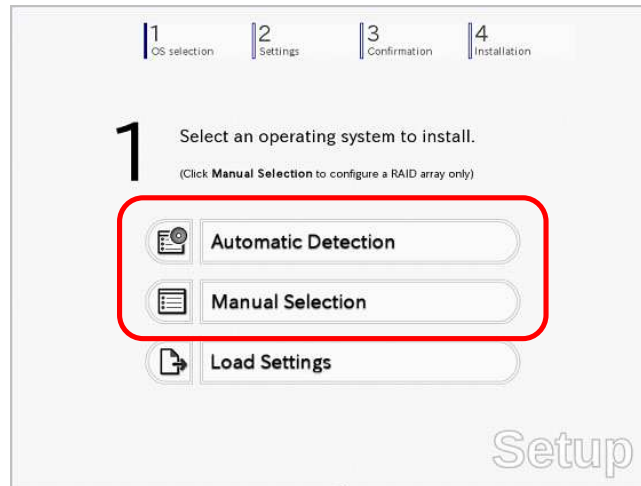 1 2 3 4
OS selection Settings Confirmation Installation
1 Select an operating system to install.
(Click Manual Selection to configure a RAID array only)
Automatic Detection
Manual Selection
Load Settings
Setup